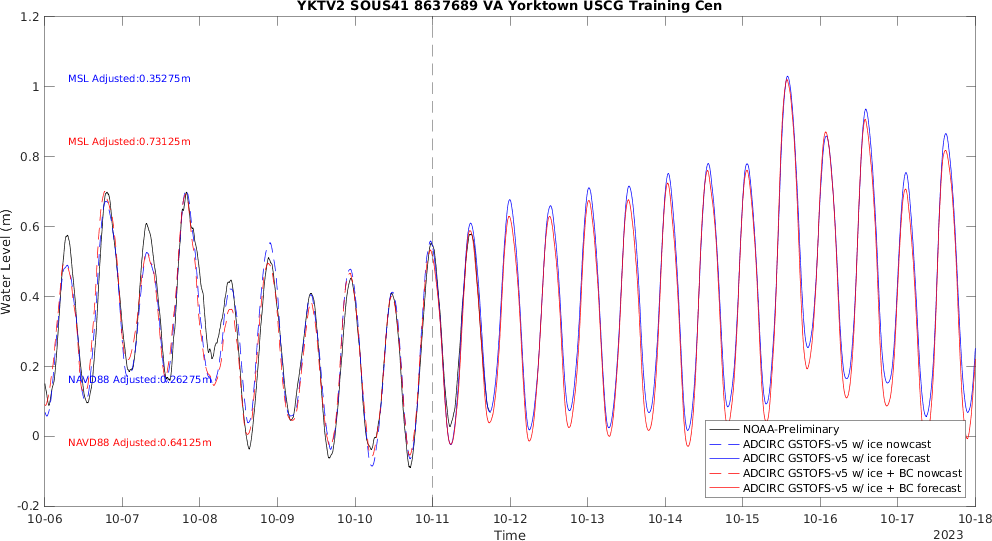 YKTV2 SOUS41 8637689 VA Yorktown USCG Training Cen
1.2
1
0.8
0.6
0.4
0.2
0
-0.2
Water Level (m)
MSL Adjusted:0.35275m
MSL Adjusted:0.73125m
NAVD88 Adjusted:0.26275m
NAVD88 Adjusted:0.64125m
NOAA-Preliminary
ADCIRC GSTOFS-v5 w/ ice nowcast
ADCIRC GSTOFS-v5 w/ ice forecast
ADCIRC GSTOFS-v5 w/ ice + BC nowcast
ADCIRC GSTOFS-v5 w/ ice + BC forecast
10-06 10-07 10-08 10-09 10-10 10-11 10-12 10-13 10-14 10-15 10-16 10-17 10-18
Time
2023